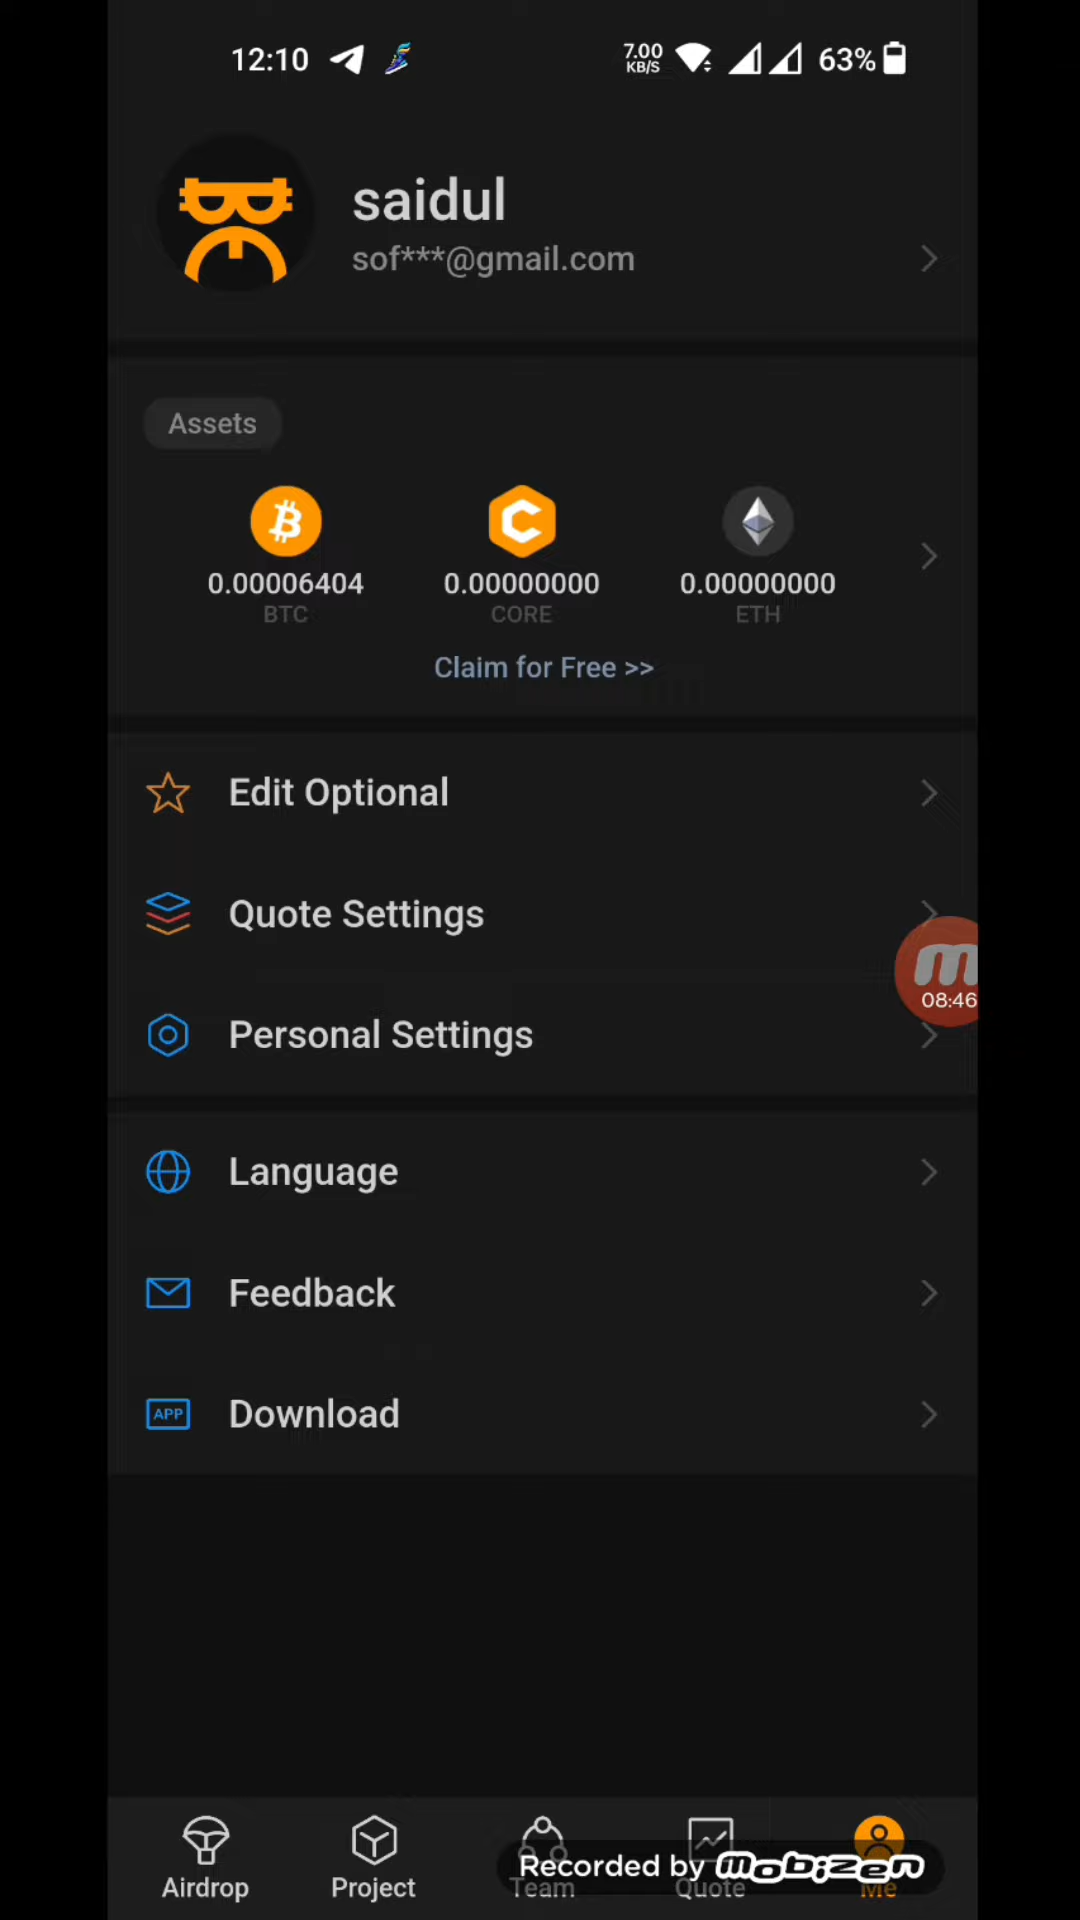 12:10
7.00
KB/S
63%
saidul
sof***@gmail.com
Assets
0.00006404
BTC
0.00000000
CORE
0.00000000
ETH
Claim for Free >>
Edit Optional
Quote Settings
08:46
Personal Settings
Language
Feedback
APP
Download
Recorded by mobizen
Airdrop
Project
Team
Quote
Me